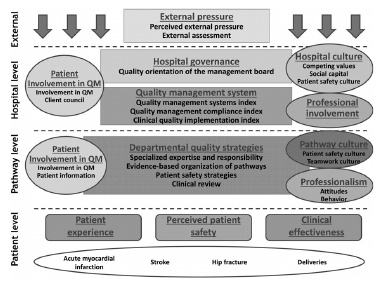 External
External pressure
Perceived external pressure
External assessment
Hospital level
Patient
Involvement in QM
Involvement in QM
Client council
Hospital governance
Quality orientation of the management board
Quality management system
Quality management systems index
Quality management compliance index
Clinical quality implementation index
Hospital culture
Competing values
Social capital
Patient safety culture
Professional
involvement
Pathway level
Patient
Involvement in QM
Involvement in QM
Patient information
Departmental quality strategies
Specialized expertise and responsibility
Evidence-based organization of pathways
Patient safety strategies
Clinical review
Pathway culture
Patient safety culture
Teamwork culture
Professionalism
Attitudes
Behavior
Patient level
Patient
experience
Perceived patient
safety
Clinical
effectiveness
Acute myocardial
infarction
Stroke
Hip fracture
Deliveries